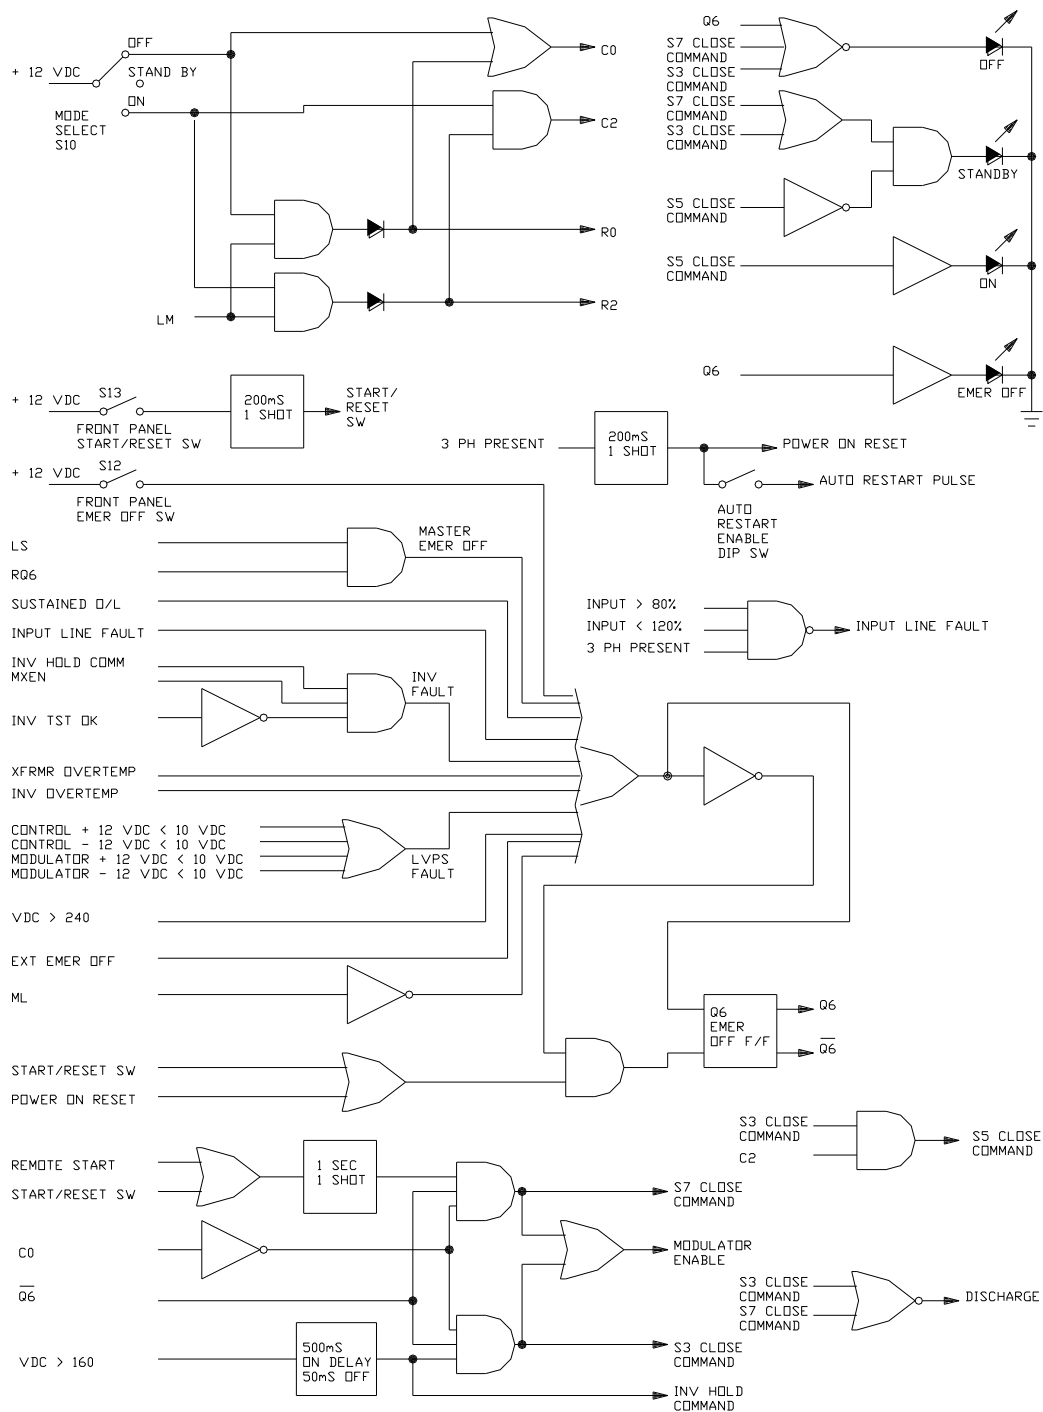 OFF
+ 12 VDC
STAND BY
ON
MODE
SELECT
S10
C0
C2
R0
R2
LM
Q6
S7 CLOSE
COMMAND
S3 CLOSE
COMMAND
OFF
S7 CLOSE
COMMAND
S3 CLOSE
COMMAND
STANDBY
S5 CLOSE
COMMAND
S5 CLOSE
COMMAND
ON
Q6
EMER OFF
+ 12 VDC
S13
FRONT PANEL
START/RESET SW
200mS
1 SHOT
START/
RESET
SW
3 PH PRESENT
200mS
1 SHOT
POWER ON RESET
AUTO RESTART PULSE
AUTO
RESTART
ENABLE
DIP SW
+ 12 VDC
S12
FRONT PANEL
EMER OFF SW
LS
RQ6
MASTER
EMER OFF
SUSTAINED O/L
INPUT LINE FAULT
INV HOLD COMM
MXEN
INV TST OK
INV
FAULT
INPUT > 80%
INPUT < 120%
3 PH PRESENT
INPUT LINE FAULT
XFRMR OVERTEMP
INV OVERTEMP
CONTROL + 12 VDC < 10 VDC
CONTROL - 12 VDC < 10 VDC
MODULATOR + 12 VDC < 10 VDC
MODULATOR - 12 VDC < 10 VDC
LVPS
FAULT
VDC > 240
EXT EMER OFF
ML
Q6
EMER
OFF F/F
Q6
Q̅6̅
START/RESET SW
POWER ON RESET
S3 CLOSE
COMMAND
C2
S5 CLOSE
COMMAND
REMOTE START
START/RESET SW
1 SEC
1 SHOT
S7 CLOSE
COMMAND
C0
MODULATOR
ENABLE
Q̅6̅
S3 CLOSE
COMMAND
S7 CLOSE
COMMAND
DISCHARGE
VDC > 160
500mS
ON DELAY
50mS OFF
S3 CLOSE
COMMAND
INV HOLD
COMMAND